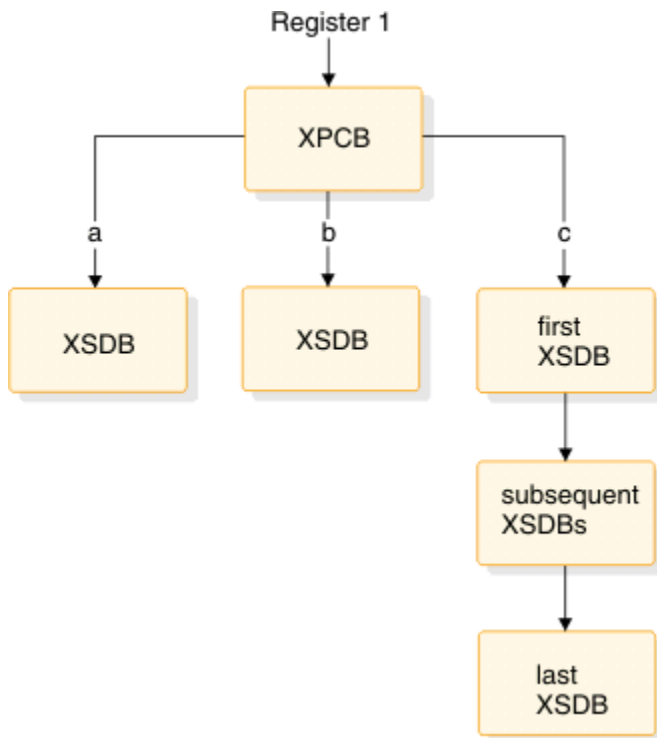 Register 1
XPCB
a
b
c
XSDB
XSDB
first
XSDB
subsequent
XSDBs
last
XSDB